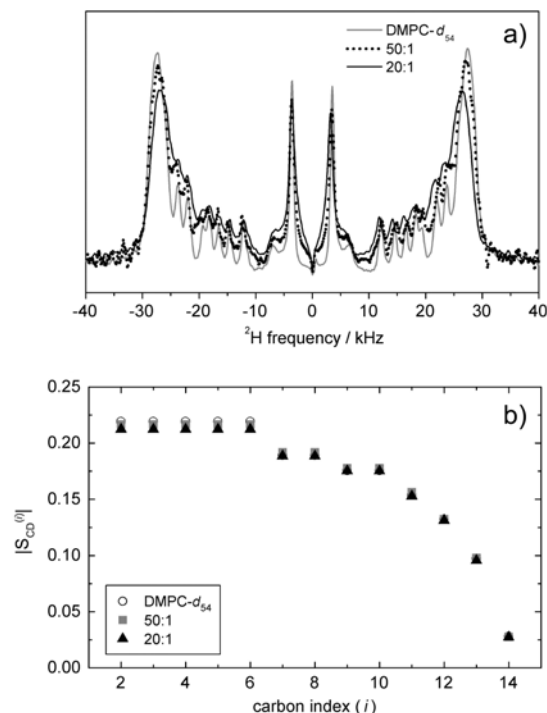 a)
DMPC-d54
50:1
20:1
-40 -30 -20 -10 0 10 20 30 40
2H frequency / kHz
b)
0.25
0.20
0.15
0.10
0.05
0.00
|SCD(i)|
DMPC-d54
50:1
20:1
2 4 6 8 10 12 14
carbon index (i)